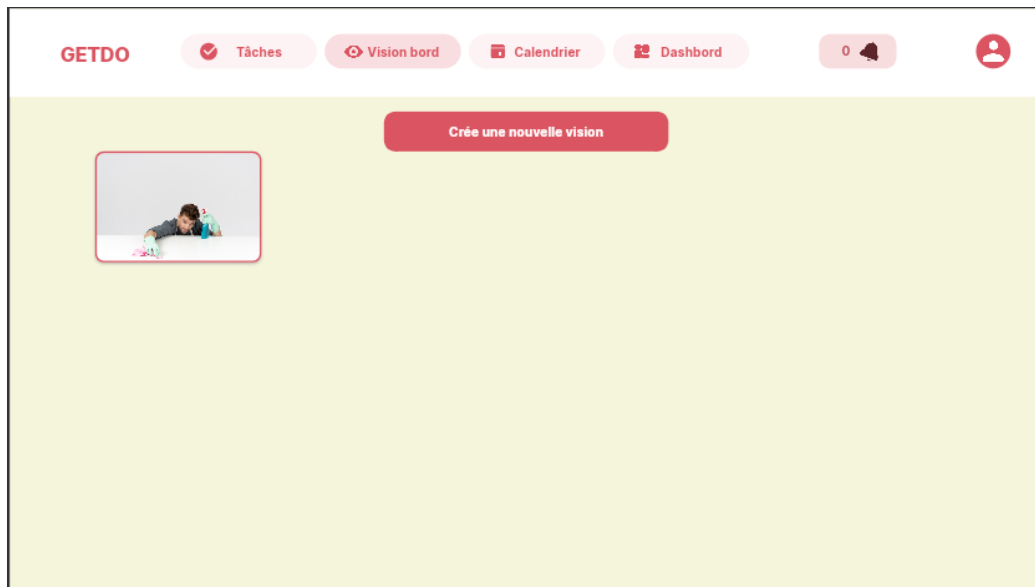 GETDO
Tâches
Vision bord
Calendrier
Dashbord
0
Crée une nouvelle vision